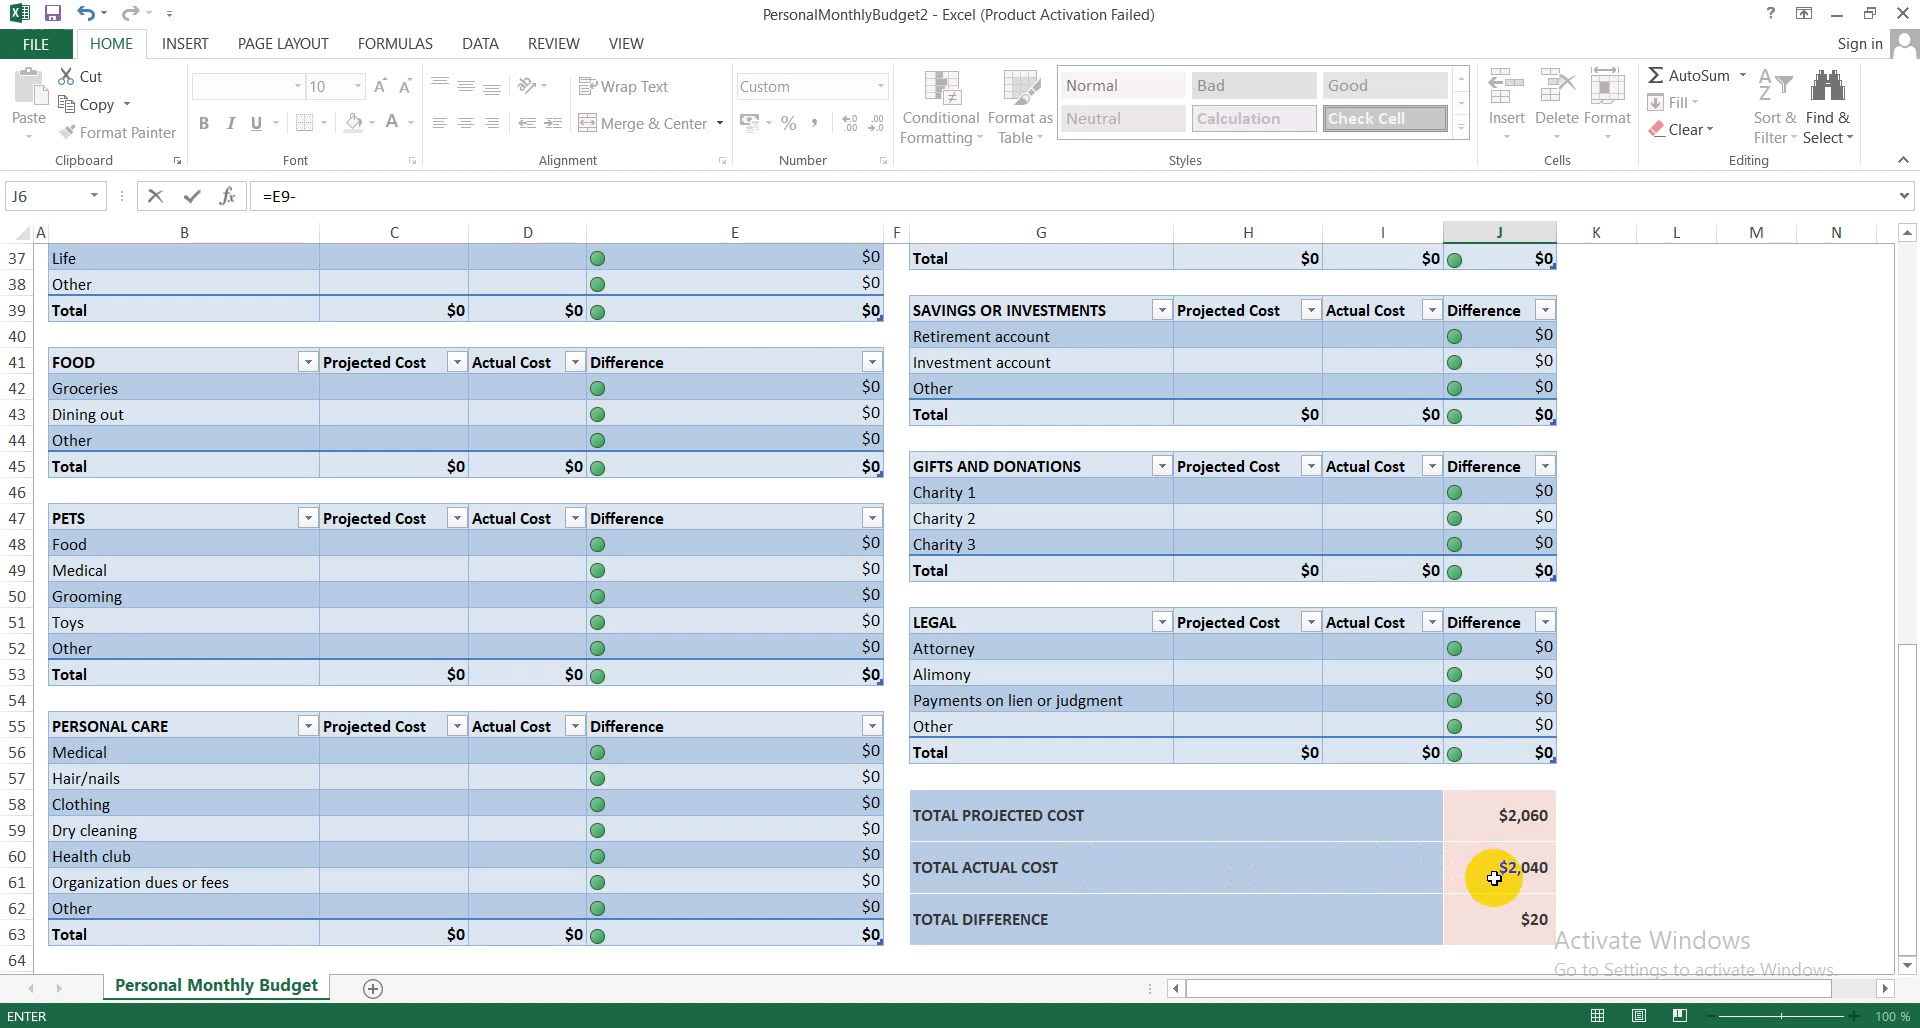 PersonalMonthlyBudget2 - Excel (Product Activation Failed)
?
FILE HOME INSERT PAGE LAYOUT FORMULAS DATA REVIEW VIEW
Sign in
Paste
Cut
Copy
Format Painter
Clipboard
10
B I U
Font
Wrap Text
Merge & Center
Alignment
Custom
Number
Conditional Formatting
Format as Table
Normal Bad Good
Neutral Calculation Check Cell
Styles
Insert Delete Format
Cells
AutoSum
Fill
Clear
Sort & Filter
Find & Select
Editing
J6 fx =E9-
A B C D E F G H I J K L M N
37 Life $0 Total $0 $0 $0
38 Other $0
39 Total $0 $0 $0 SAVINGS OR INVESTMENTS Projected Cost Actual Cost Difference
40 Retirement account $0
41 FOOD Projected Cost Actual Cost Difference Investment account $0
42 Groceries $0 Other $0
43 Dining out $0 Total $0 $0 $0
44 Other $0
45 Total $0 $0 $0 GIFTS AND DONATIONS Projected Cost Actual Cost Difference
46 Charity 1 $0
47 PETS Projected Cost Actual Cost Difference Charity 2 $0
48 Food $0 Charity 3 $0
49 Medical $0 Total $0 $0 $0
50 Grooming $0
51 Toys $0 LEGAL Projected Cost Actual Cost Difference
52 Other $0 Attorney $0
53 Total $0 $0 $0 Alimony $0
54 Payments on lien or judgment $0
55 PERSONAL CARE Projected Cost Actual Cost Difference Other $0
56 Medical $0 Total $0 $0 $0
57 Hair/nails $0
58 Clothing $0 TOTAL PROJECTED COST $2,060
59 Dry cleaning $0
60 Health club $0 TOTAL ACTUAL COST $2,040
61 Organization dues or fees $0
62 Other $0 TOTAL DIFFERENCE $20
63 Total $0 $0 $0
64
Activate Windows
Go to Settings to activate Windows.
Personal Monthly Budget
ENTER
100 %